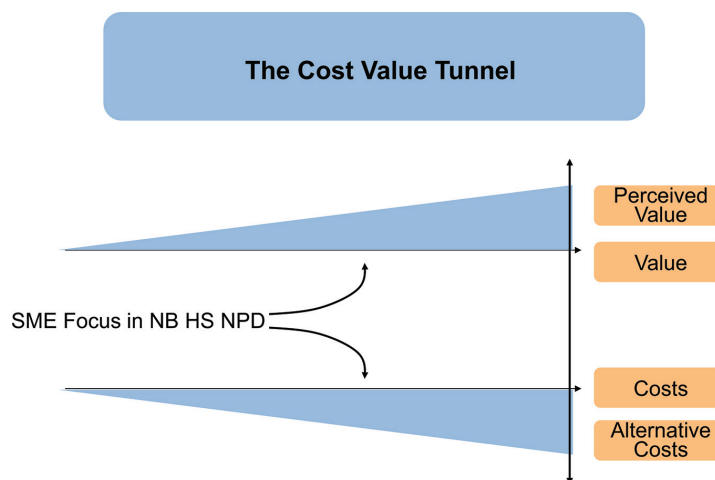 The Cost Value Tunnel
Perceived
Value
Value
SME Focus in NB HS NPD
Costs
Alternative
Costs